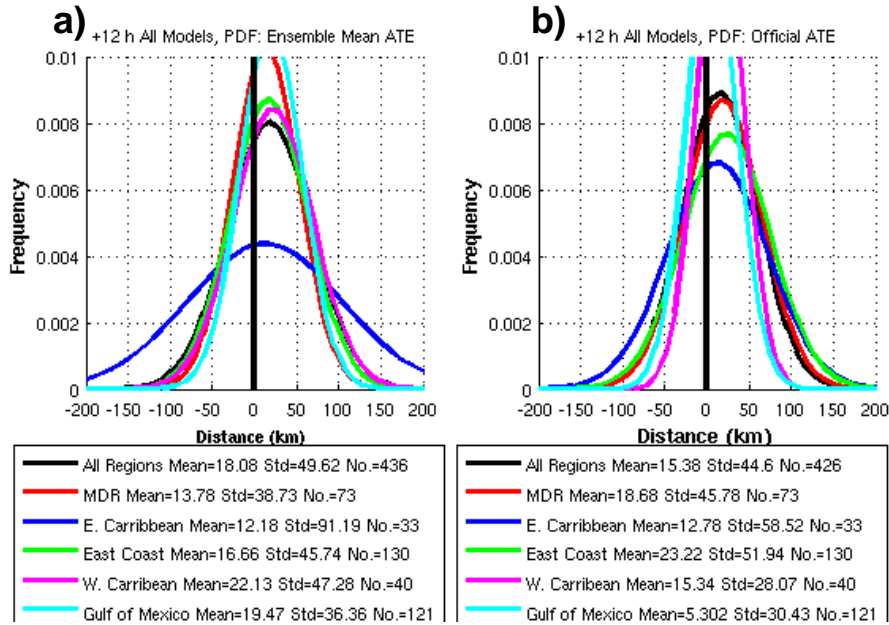 a)
+12 h All Models, PDF: Ensemble Mean ATE
0.01
0.008
0.006
0.004
0.002
0
Frequency
-200 -150 -100 -50 0 50 100 150 200
Distance (km)
All Regions Mean=18.08 Std=49.62 No.=436
MDR Mean=13.78 Std=38.73 No.=73
E. Carribbean Mean=12.18 Std=91.19 No.=33
East Coast Mean=16.66 Std=45.74 No.=130
W. Carribean Mean=22.13 Std=47.28 No.=40
Gulf of Mexico Mean=19.47 Std=36.36 No.=121
b)
+12 h All Models, PDF: Official ATE
0.01
0.008
0.006
0.004
0.002
0
Frequency
-200 -150 -100 -50 0 50 100 150 200
Distance (km)
All Regions Mean=15.38 Std=44.6 No.=426
MDR Mean=18.68 Std=45.78 No.=73
E. Carribbean Mean=12.78 Std=58.52 No.=33
East Coast Mean=23.22 Std=51.94 No.=130
W. Carribean Mean=15.34 Std=28.07 No.=40
Gulf of Mexico Mean=5.302 Std=30.43 No.=121